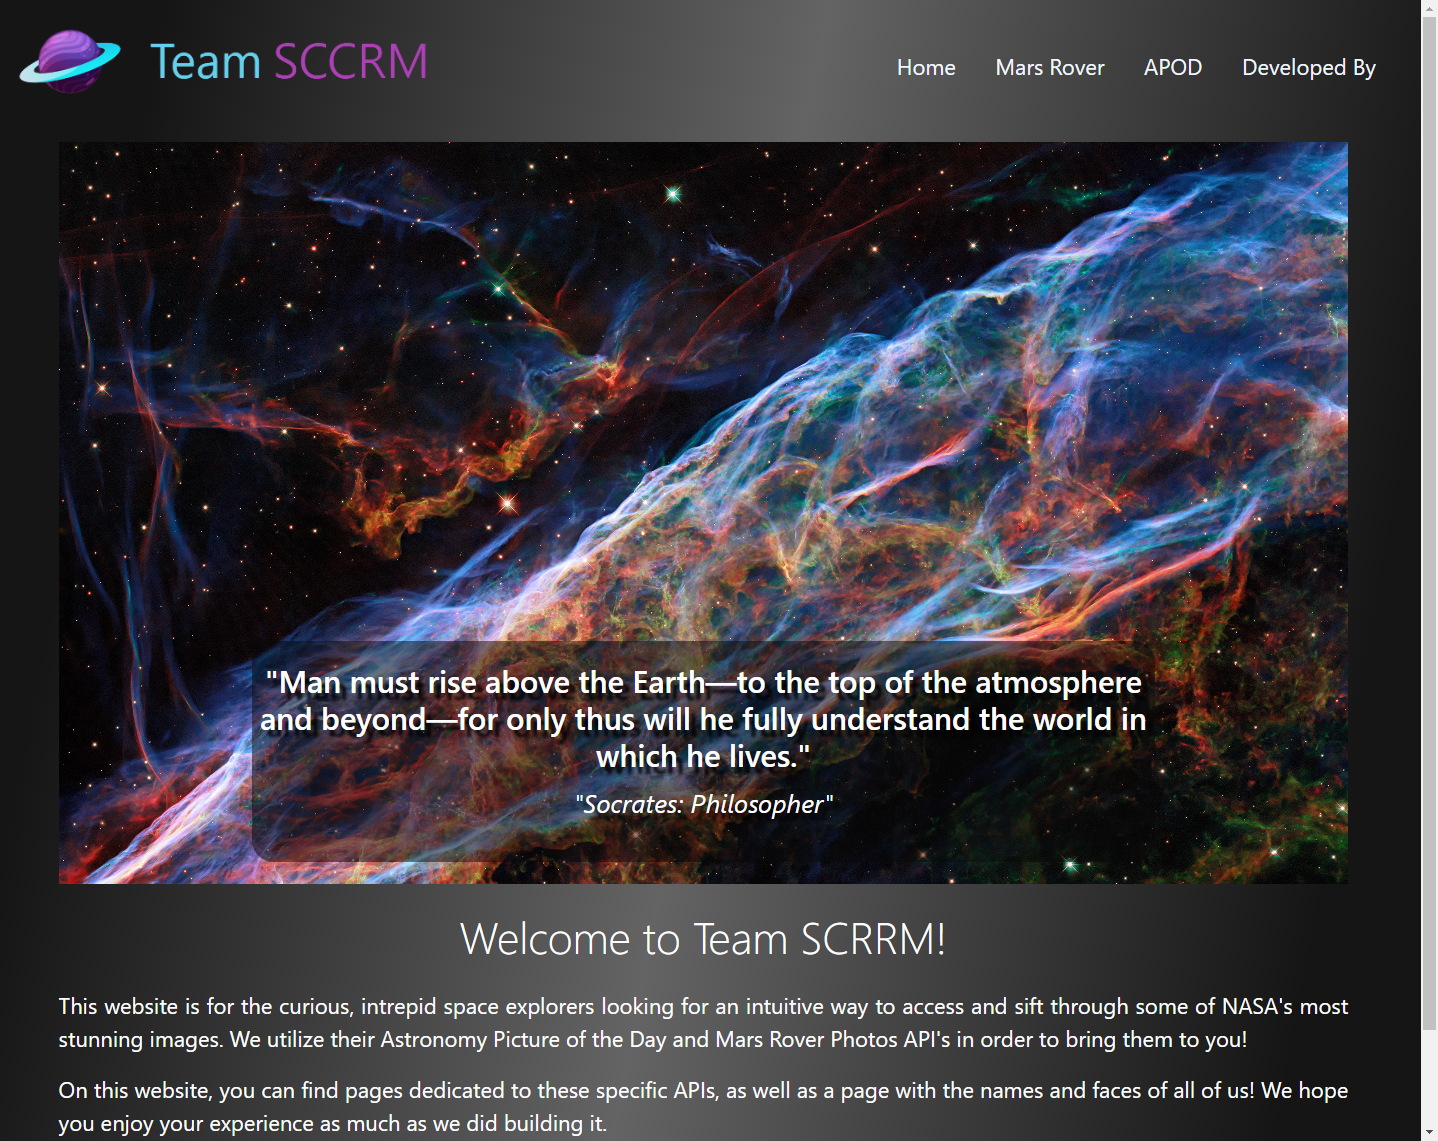 Team SCCRM
Home Mars Rover APOD Developed By
"Man must rise above the Earth—to the top of the atmosphere
and beyond—for only thus will he fully understand the world in
which he lives."
"Socrates: Philosopher"
Welcome to Team SCRRM!
This website is for the curious, intrepid space explorers looking for an intuitive way to access and sift through some of NASA's most
stunning images. We utilize their Astronomy Picture of the Day and Mars Rover Photos API's in order to bring them to you!
On this website, you can find pages dedicated to these specific APIs, as well as a page with the names and faces of all of us! We hope
you enjoy your experience as much as we did building it.